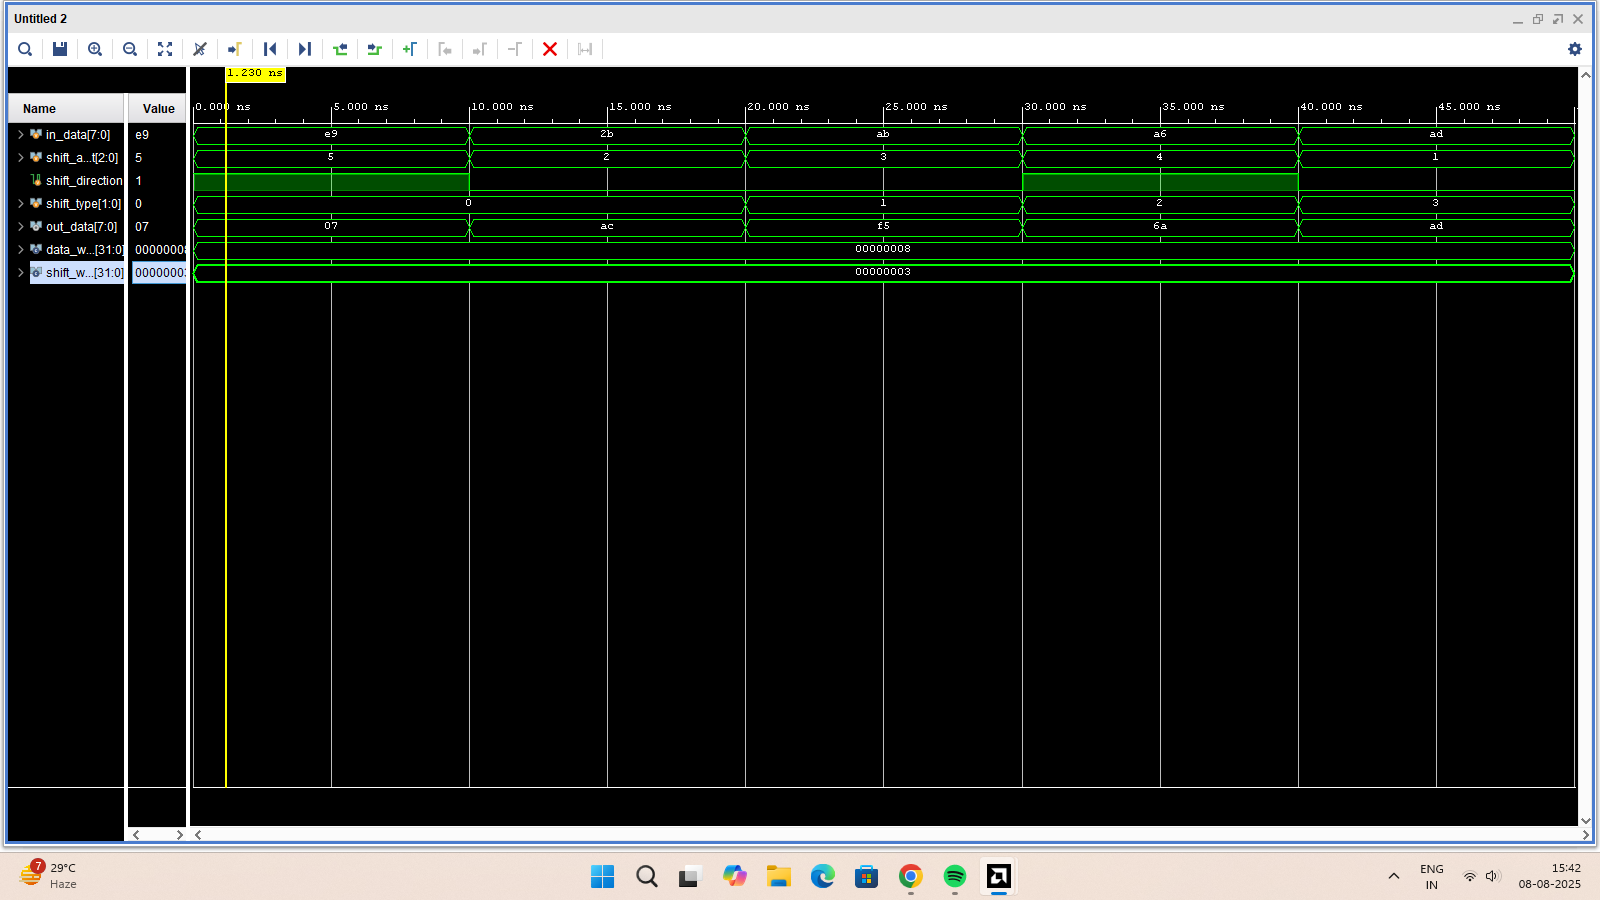 Untitled 2
1.230 ns
Name Value
0.000 ns 5.000 ns 10.000 ns 15.000 ns 20.000 ns 25.000 ns 30.000 ns 35.000 ns 40.000 ns 45.000 ns
in_data[7:0] e9 e9 2b ab a6 ad
shift_a...t[2:0] 5 5 2 3 4 1
shift_direction 1
shift_type[1:0] 0 0 1 2 3
out_data[7:0] 07 07 ac f5 6a ad
data_w...[31:0] 00000008 00000008
shift_w...[31:0] 00000003 00000003
7
29°C
Haze
ENG
IN
15:42
08-08-2025